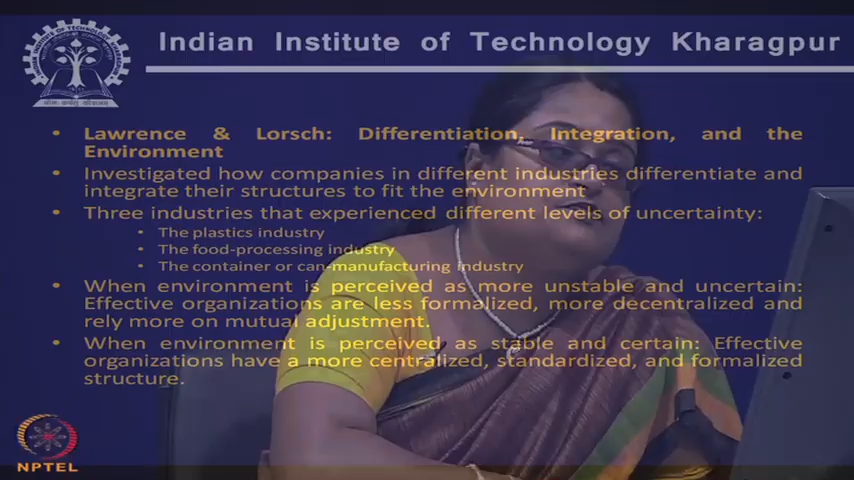 Indian Institute of Technology Kharagpur
• Lawrence & Lorsch: Differentiation, Integration, and the
Environment
• Investigated how companies in different industries differentiate and
integrate their structures to fit the environment
• Three industries that experienced different levels of uncertainty:
• The plastics industry
• The food-processing industry
• The container or can-manufacturing industry
• When environment is perceived as more unstable and uncertain:
Effective organizations are less formalized, more decentralized and
rely more on mutual adjustment.
• When environment is perceived as stable and certain: Effective
organizations have a more centralized, standardized, and formalized
structure.
NPTEL